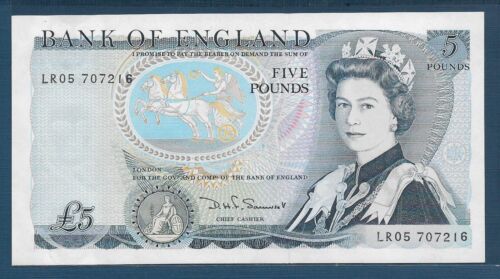 BANK OF ENGLAND
I PROMISE TO PAY THE BEARER ON DEMAND THE SUM OF
5
POUNDS
LR05 707216
FIVE
POUNDS
LONDON
FOR THE GOVR AND COMPA OF THE BANK OF ENGLAND
£5
CHIEF CASHIER
LR05 707216